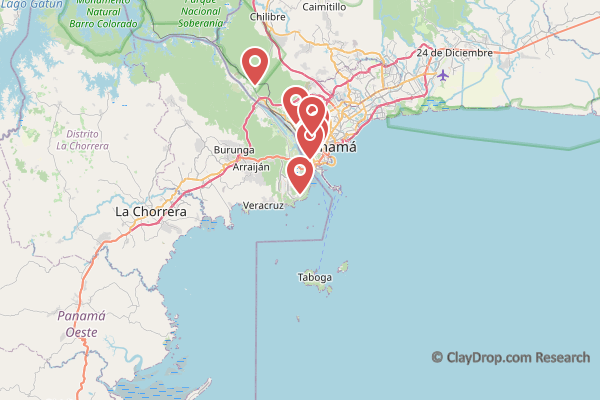 Lago Gatún
Monumento
Natural
Barro Colorado
Parque
Nacional
Soberanía
Chilibre
Caimitillo
24 de Diciembre
Distrito
La Chorrera
Burunga
Arraiján
namá
La Chorrera
Veracruz
Taboga
Panamá
Oeste
© ClayDrop.com Research